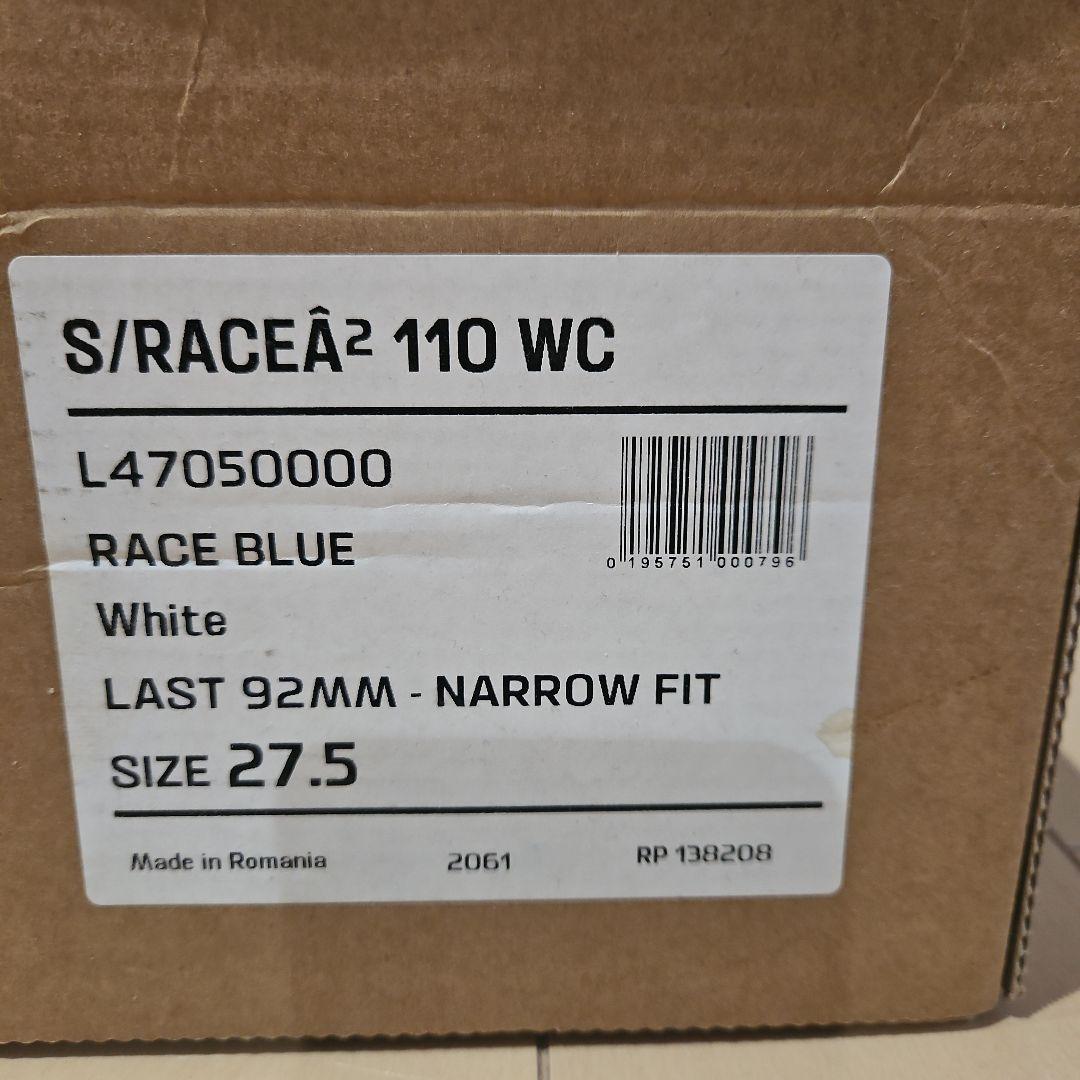 S/RACEÂ² 110 WC
L47050000
RACE BLUE
0 195751 000796
White
LAST 92MM - NARROW FIT
SIZE 27.5
Made in Romania 2061 RP 138208